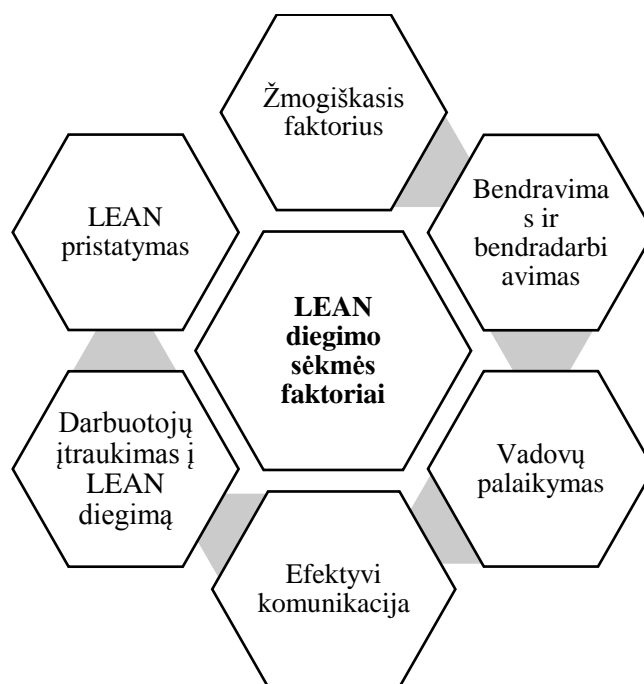 Žmogiškasis
faktorius
Bendravima
s ir
bendradarbi
avimas
Vadovų
palaikymas
Efektyvi
komunikacija
Darbuotojų
įtraukimas į
LEAN
diegimą
LEAN
pristatymas
LEAN
diegimo
sėkmės
faktoriai